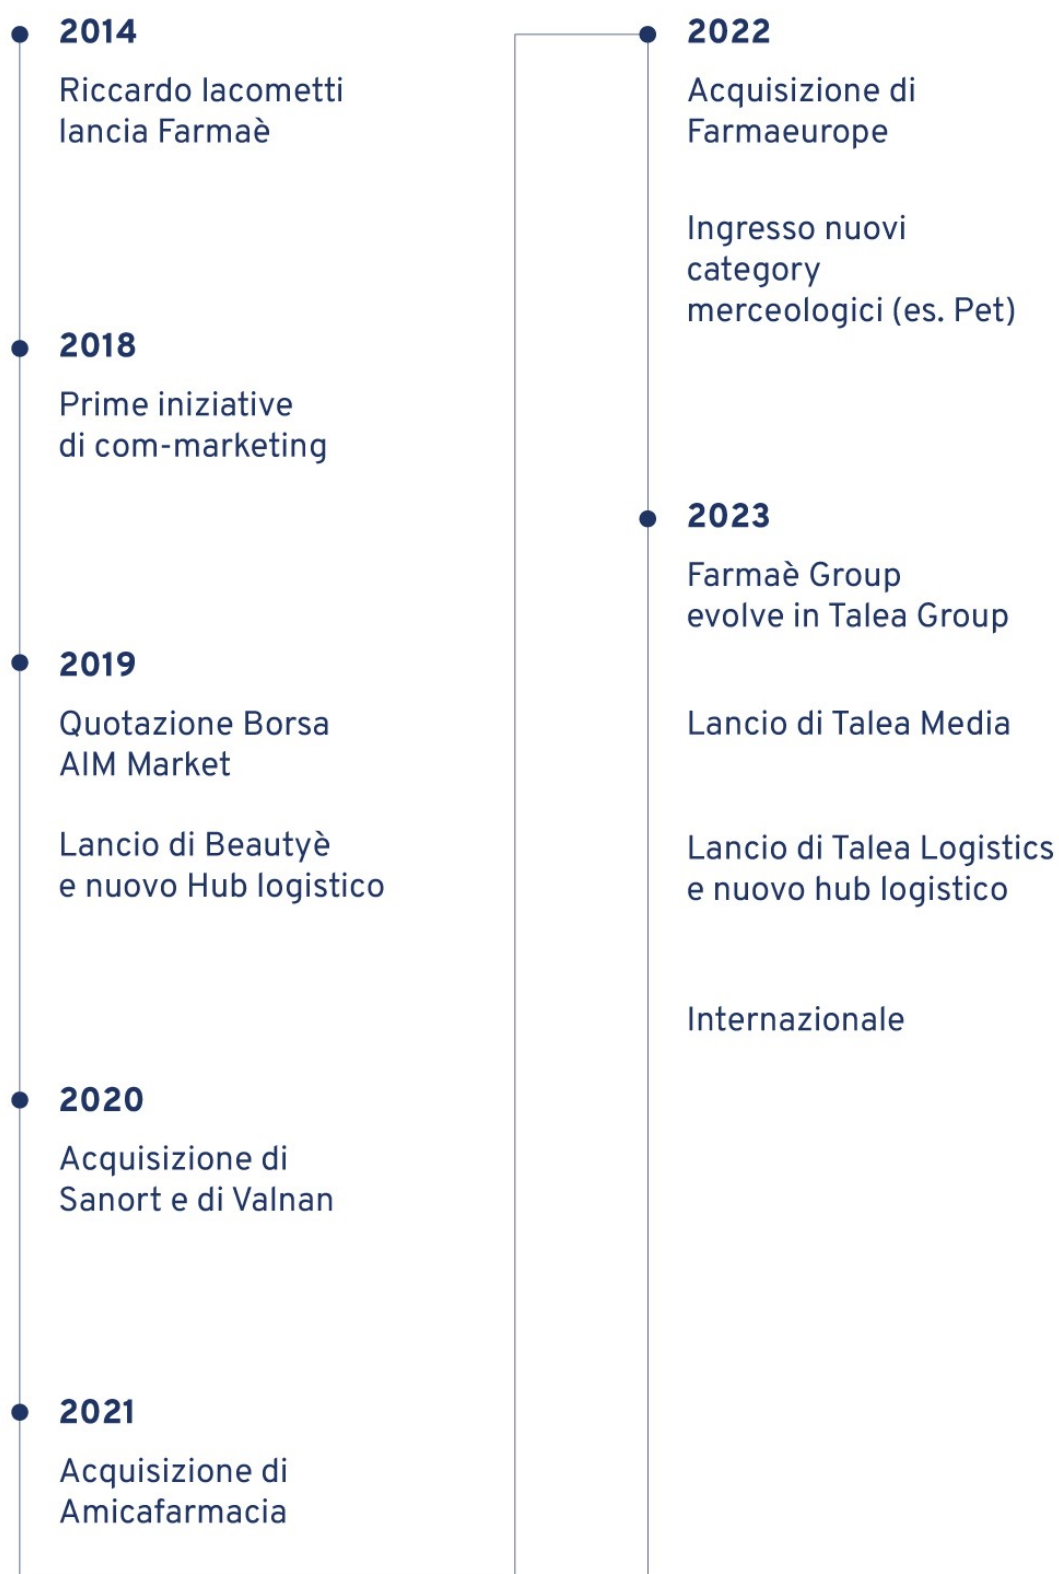 2014
Riccardo Iacometti
lancia Farmaè
2018
Prime iniziative
di com-marketing
2019
Quotazione Borsa
AIM Market
Lancio di Beautyè
e nuovo Hub logistico
2020
Acquisizione di
Sanort e di Valnan
2021
Acquisizione di
Amicafarmacia
2022
Acquisizione di
Farmaeurope
Ingresso nuovi
category
merceologici (es. Pet)
2023
Farmaè Group
evolve in Talea Group
Lancio di Talea Media
Lancio di Talea Logistics
e nuovo hub logistico
Internazionale